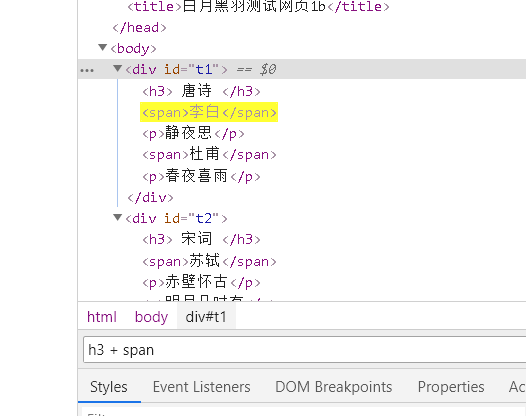 <title>白月黑羽测试网页1b</title>
</head>
▼<body>
··· ▼<div id="t1"> == $0
<h3> 唐诗 </h3>
<span>李白</span>
<p>静夜思</p>
<span>杜甫</span>
<p>春夜喜雨</p>
</div>
▼<div id="t2">
<h3> 宋词 </h3>
<span>苏轼</span>
<p>赤壁怀古</p>
html body div#t1
h3 + span
Styles Event Listeners DOM Breakpoints Properties Ac
Filter